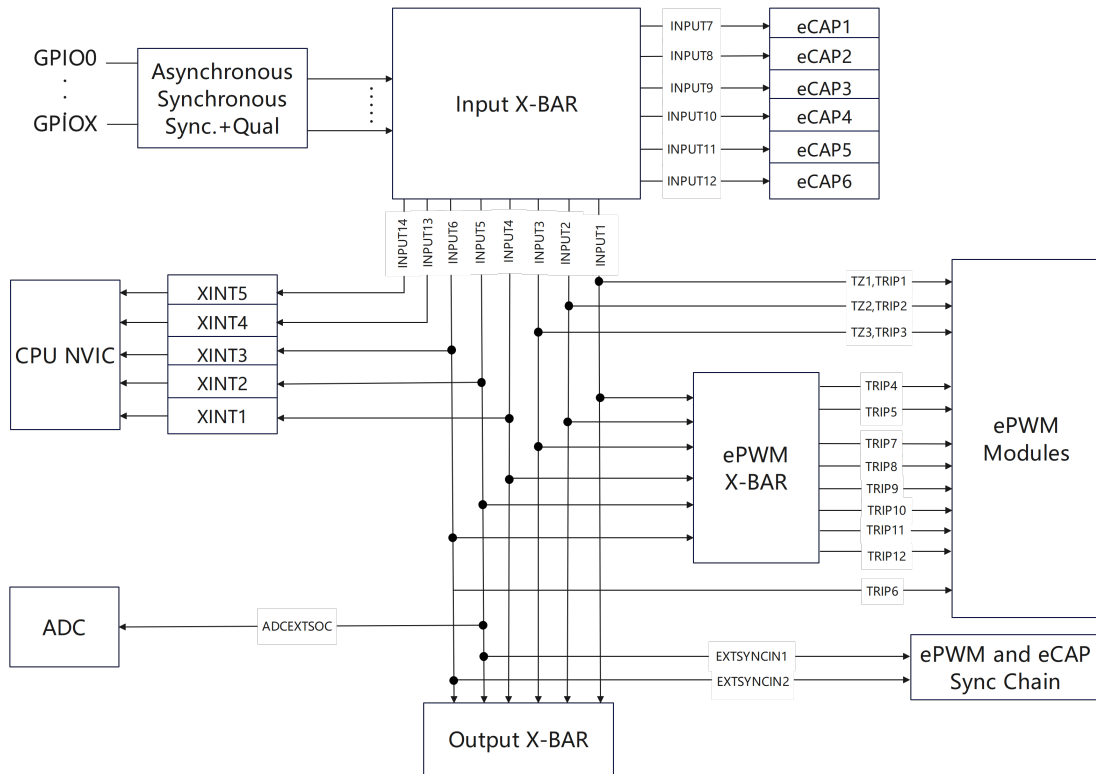 GPIO0
GPIOX
Asynchronous
Synchronous
Sync.+Qual
Input X-BAR
INPUT7
INPUT8
INPUT9
INPUT10
INPUT11
INPUT12
eCAP1
eCAP2
eCAP3
eCAP4
eCAP5
eCAP6
INPUT14
INPUT13
INPUT6
INPUT5
INPUT4
INPUT3
INPUT2
INPUT1
CPU NVIC
XINT5
XINT4
XINT3
XINT2
XINT1
TZ1,TRIP1
TZ2,TRIP2
TZ3,TRIP3
ePWM
X-BAR
TRIP4
TRIP5
TRIP7
TRIP8
TRIP9
TRIP10
TRIP11
TRIP12
TRIP6
ePWM
Modules
ADC
ADCEXTSOC
EXTSYNCIN1
EXTSYNCIN2
ePWM and eCAP
Sync Chain
Output X-BAR